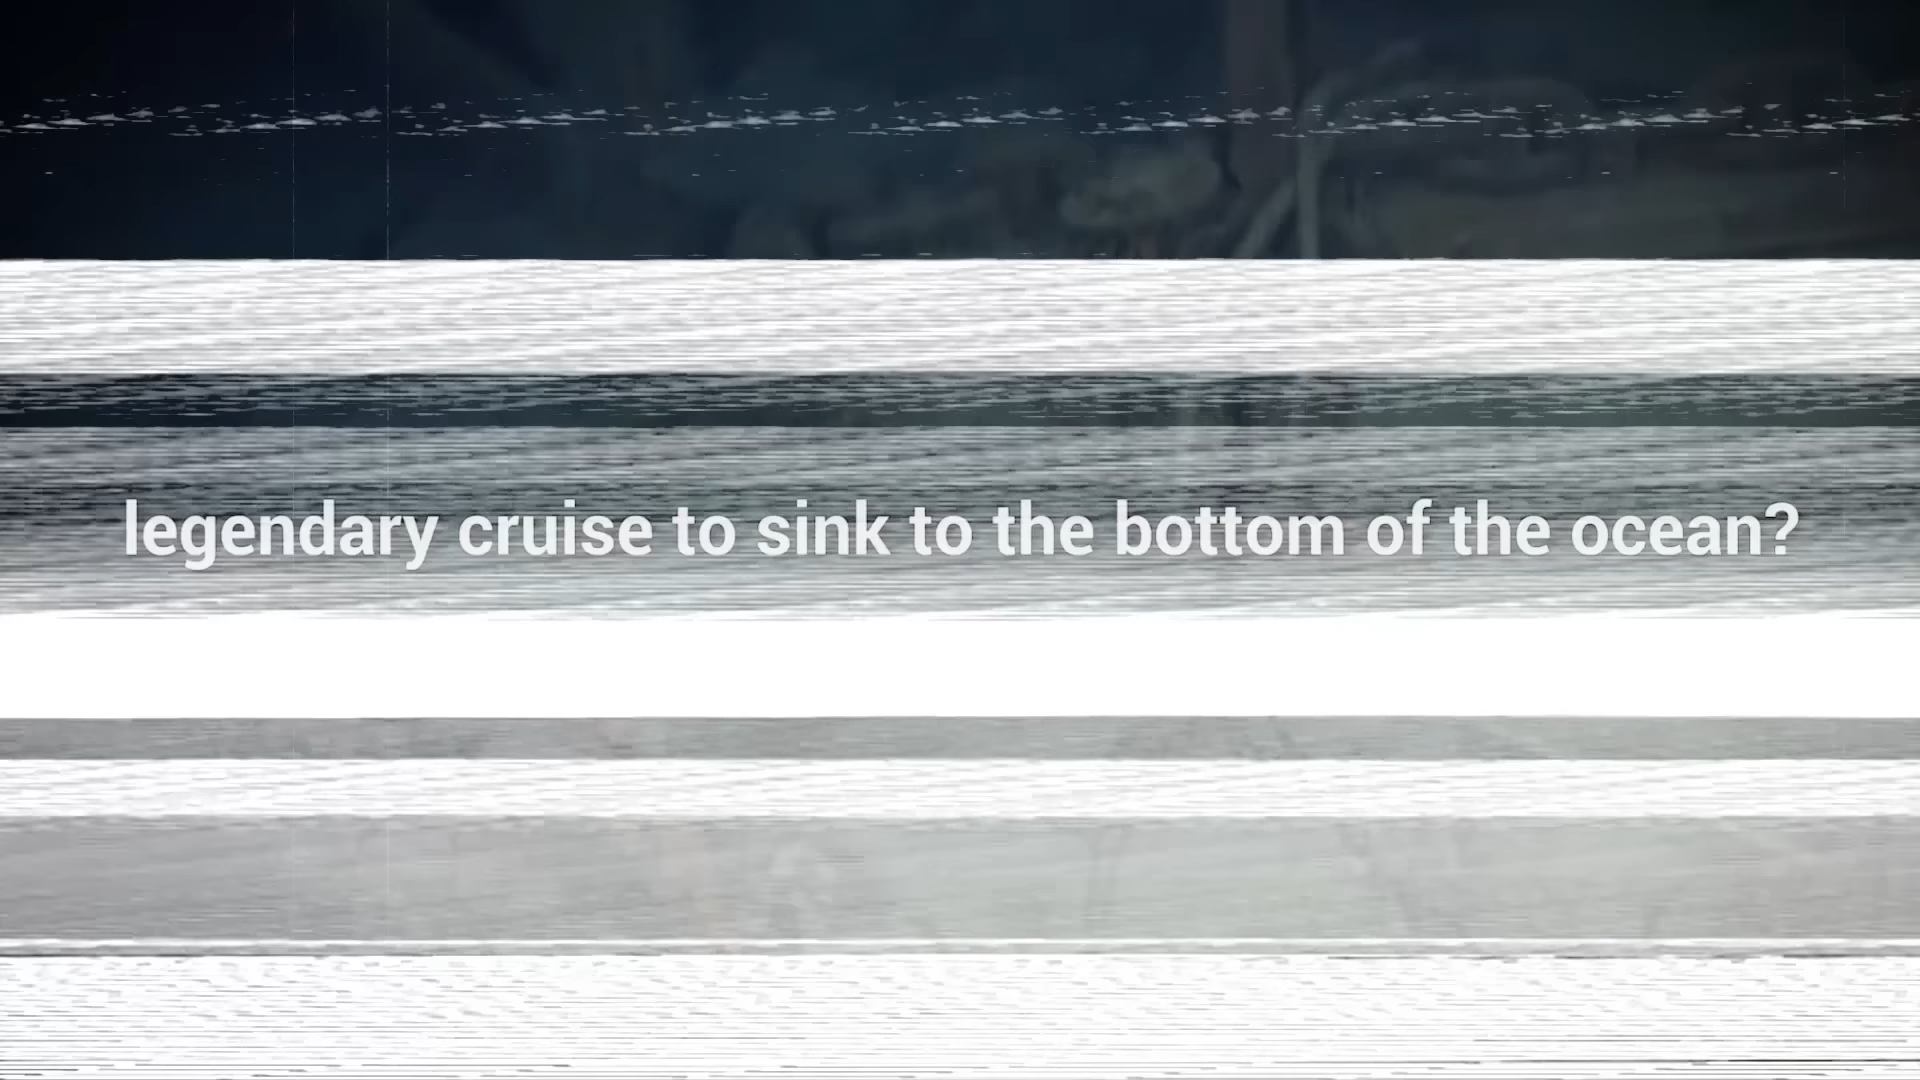 legendary cruise to sink to the bottom of the ocean?